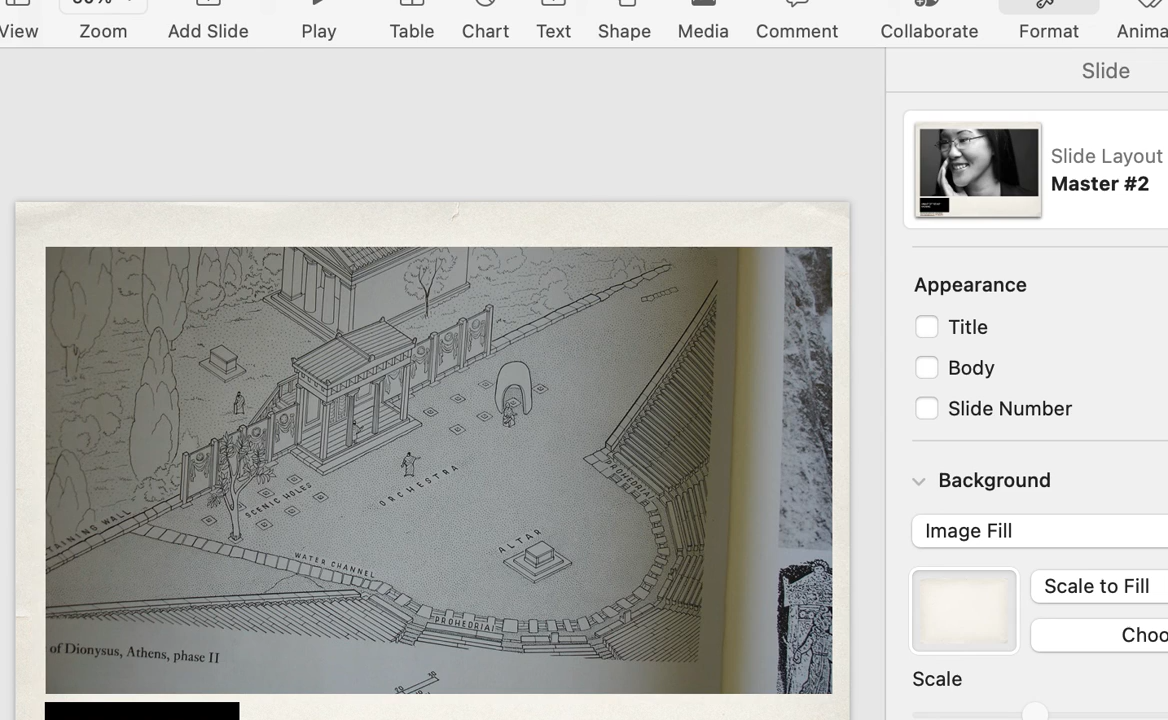 View Zoom Add Slide Play Table Chart Text Shape Media Comment Collaborate Format
Slide
Slide Layout
Master #2
Appearance
Title
Body
Slide Number
Background
Image Fill
Scale to Fill
Scale
PROHEDRIAI
ORCHESTRA
SCENIC HOLES
TAINING WALL
ALTAR
WATER CHANNEL
PROHEDRIAI
of Dionysus, Athens, phase II